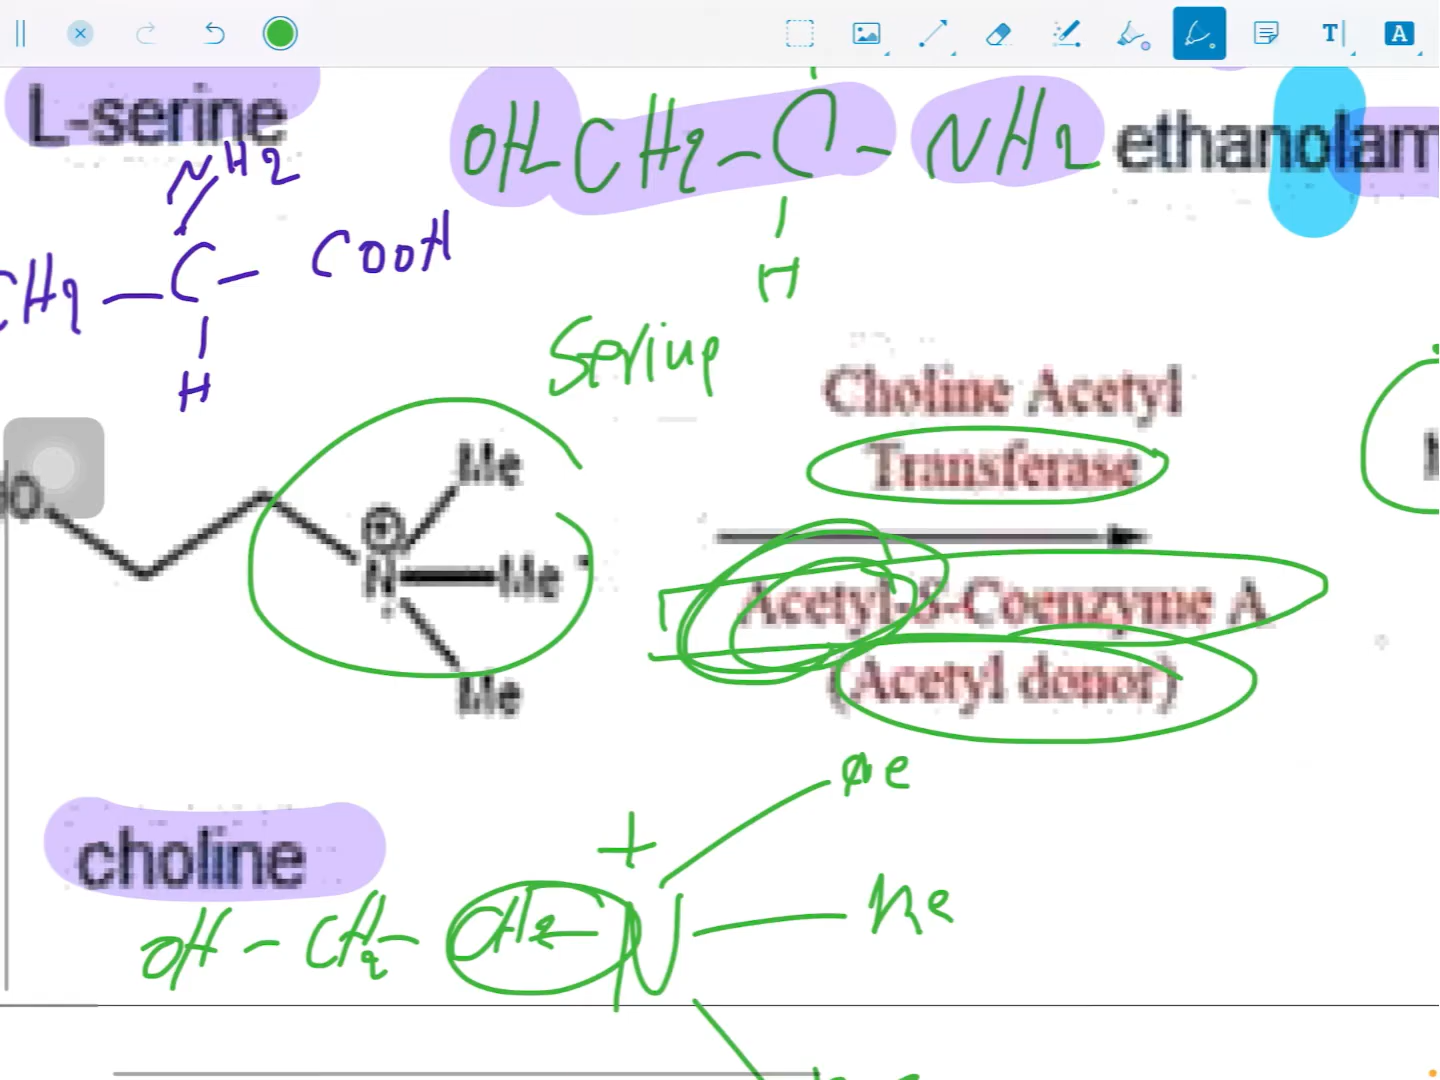 L-serine
OH-CH2-C-NH2 ethanolam
H
NH2
CH2-C-COOH
H
Serine
Choline Acetyl
Transferase
Me
N-Me
⊕
Me
Acetyl-S-Coenzyme A
(Acetyl donor)
choline
+
Me
OH-CH2-CH2-N